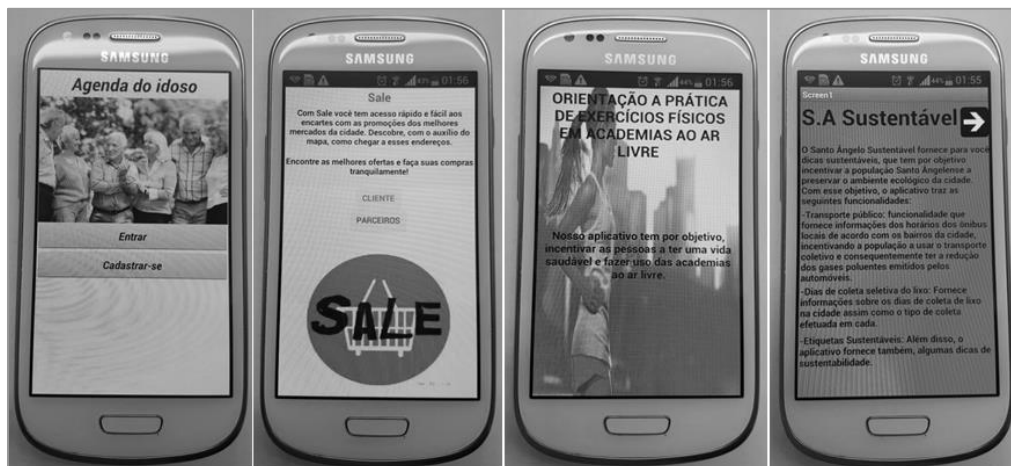 SAMSUNG
Agenda do idoso
Entrar
Cadastrar-se
SAMSUNG
43% 01:56
Sale
Com Sale você tem acesso rápido e fácil aos
encartes com as promoções dos melhores
mercados da cidade. Descobre, com o auxílio do
mapa, como chegar a esses endereços.
Encontre as melhores ofertas e faça suas compras
tranquilamente!
CLIENTE
PARCEIROS
SALE
SAMSUNG
44% 01:56
ORIENTAÇÃO A PRÁTICA
DE EXERCÍCIOS FÍSICOS
EM ACADEMIAS AO AR
LIVRE
Nosso aplicativo tem por objetivo,
incentivar as pessoas a ter uma vida
saudável e fazer uso das academias
ao ar livre.
SAMSUNG
44% 01:55
Screen1
S.A Sustentável
O Santo Ângelo Sustentável fornece para você
dicas sustentáveis, que tem por objetivo
incentivar a população Santo Ângelense a
preservar o ambiente ecológico da cidade.
Com esse objetivo, o aplicativo traz as
seguintes funcionalidades:
-Transporte público: funcionalidade que
fornece informações dos horários dos ônibus
locais de acordo com os bairros da cidade,
incentivando a população a usar o transporte
coletivo e consequentemente ter a redução
dos gases poluentes emitidos pelos
automóveis.
-Dias de coleta seletiva do lixo: Fornece
informações sobre os dias de coleta de lixo
na cidade assim como o tipo de coleta
efetuada em cada.
-Etiquetas Sustentáveis: Além disso, o
aplicativo fornece também, algumas dicas de
sustentabilidade.